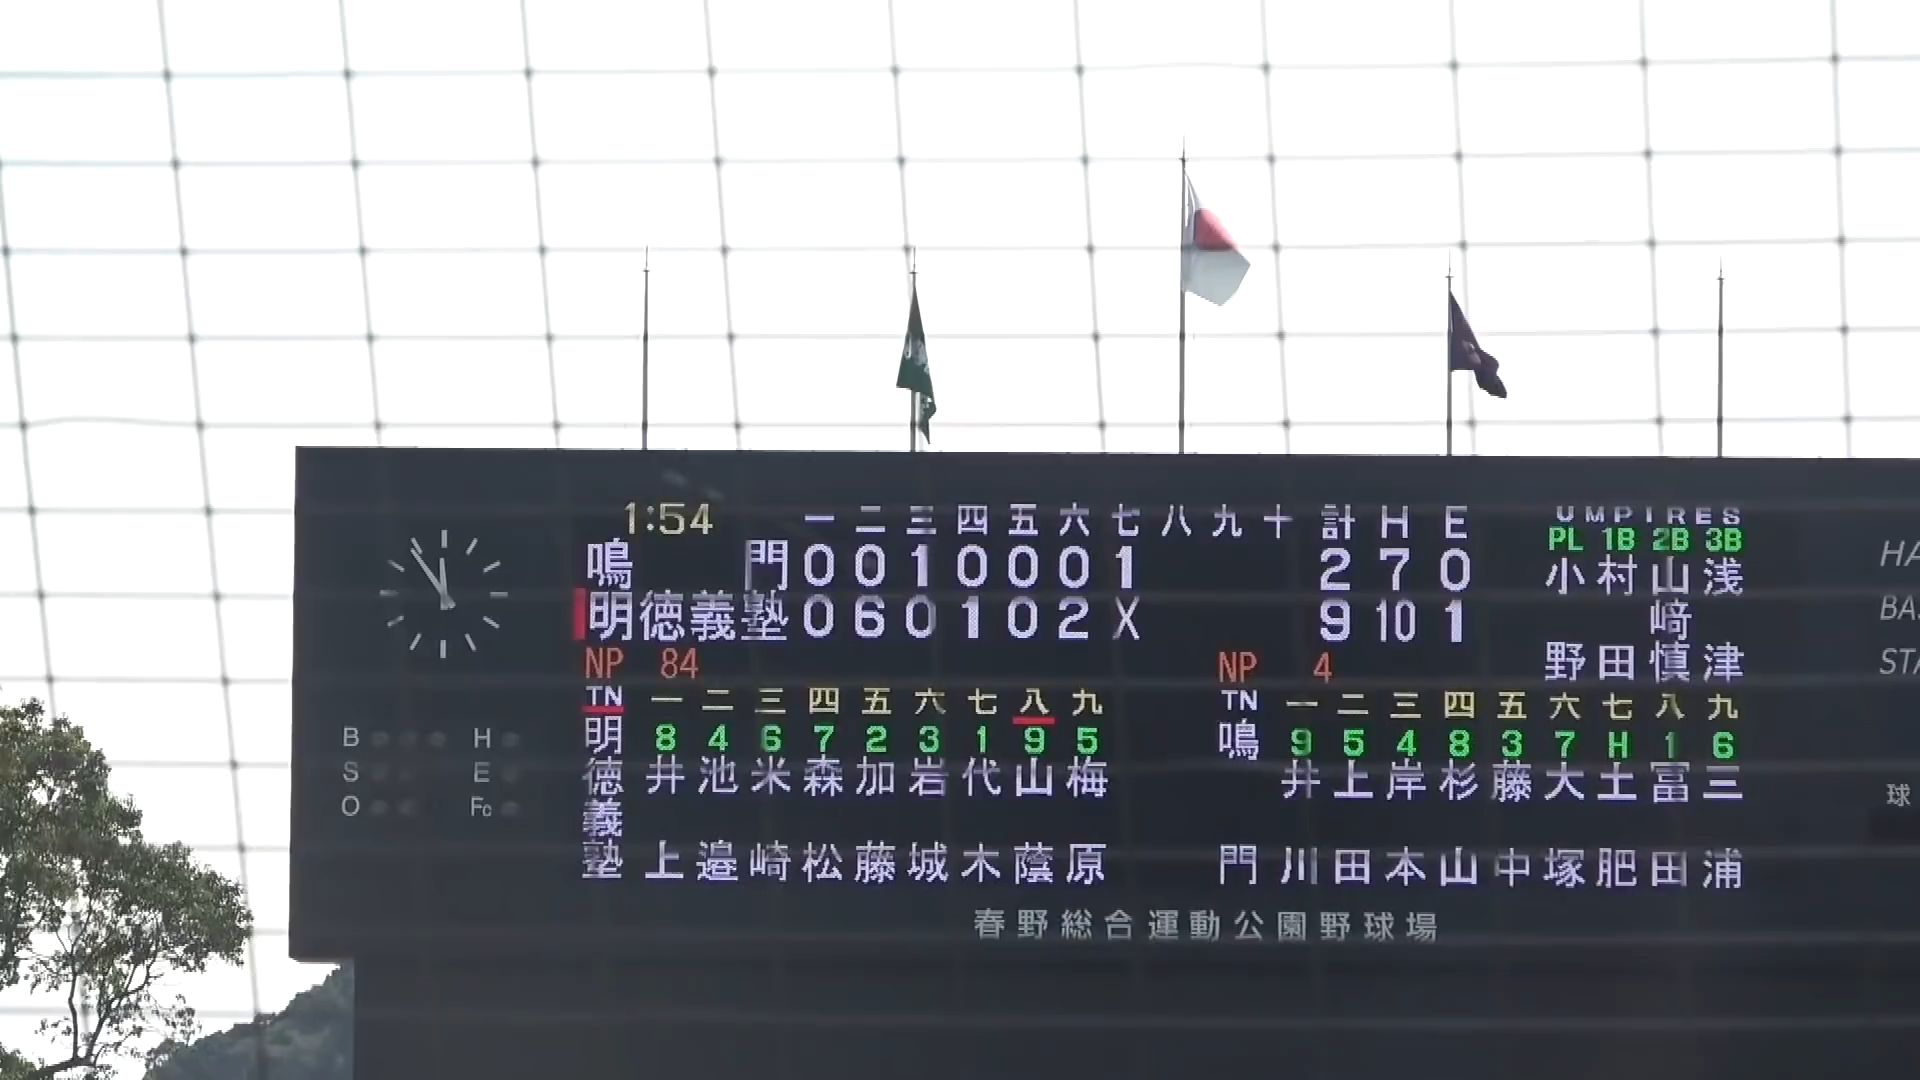 1:54 一 二 三 四 五 六 七 八 九 十 計 H E
鳴門 0 0 1 0 0 0 1 2 7 0
明徳義塾 0 6 0 1 0 2 X 9 10 1
UMPIRES
PL 1B 2B 3B
小野 村田 山﨑慎 浅津
NP 84
TN 一 二 三 四 五 六 七 八 九
明徳義塾 8 4 6 7 2 3 1 9 5
井上 池邉 米崎 森松 加藤 岩城 代木 山蔭 梅原
NP 4
TN 一 二 三 四 五 六 七 八 九
鳴門 9 5 4 8 3 7 H 1 6
井川 上田 岸本 杉山 藤中 大塚 土肥 冨田 三浦
B H
S E
O Fc
HA
BA
STA
球
春野総合運動公園野球場